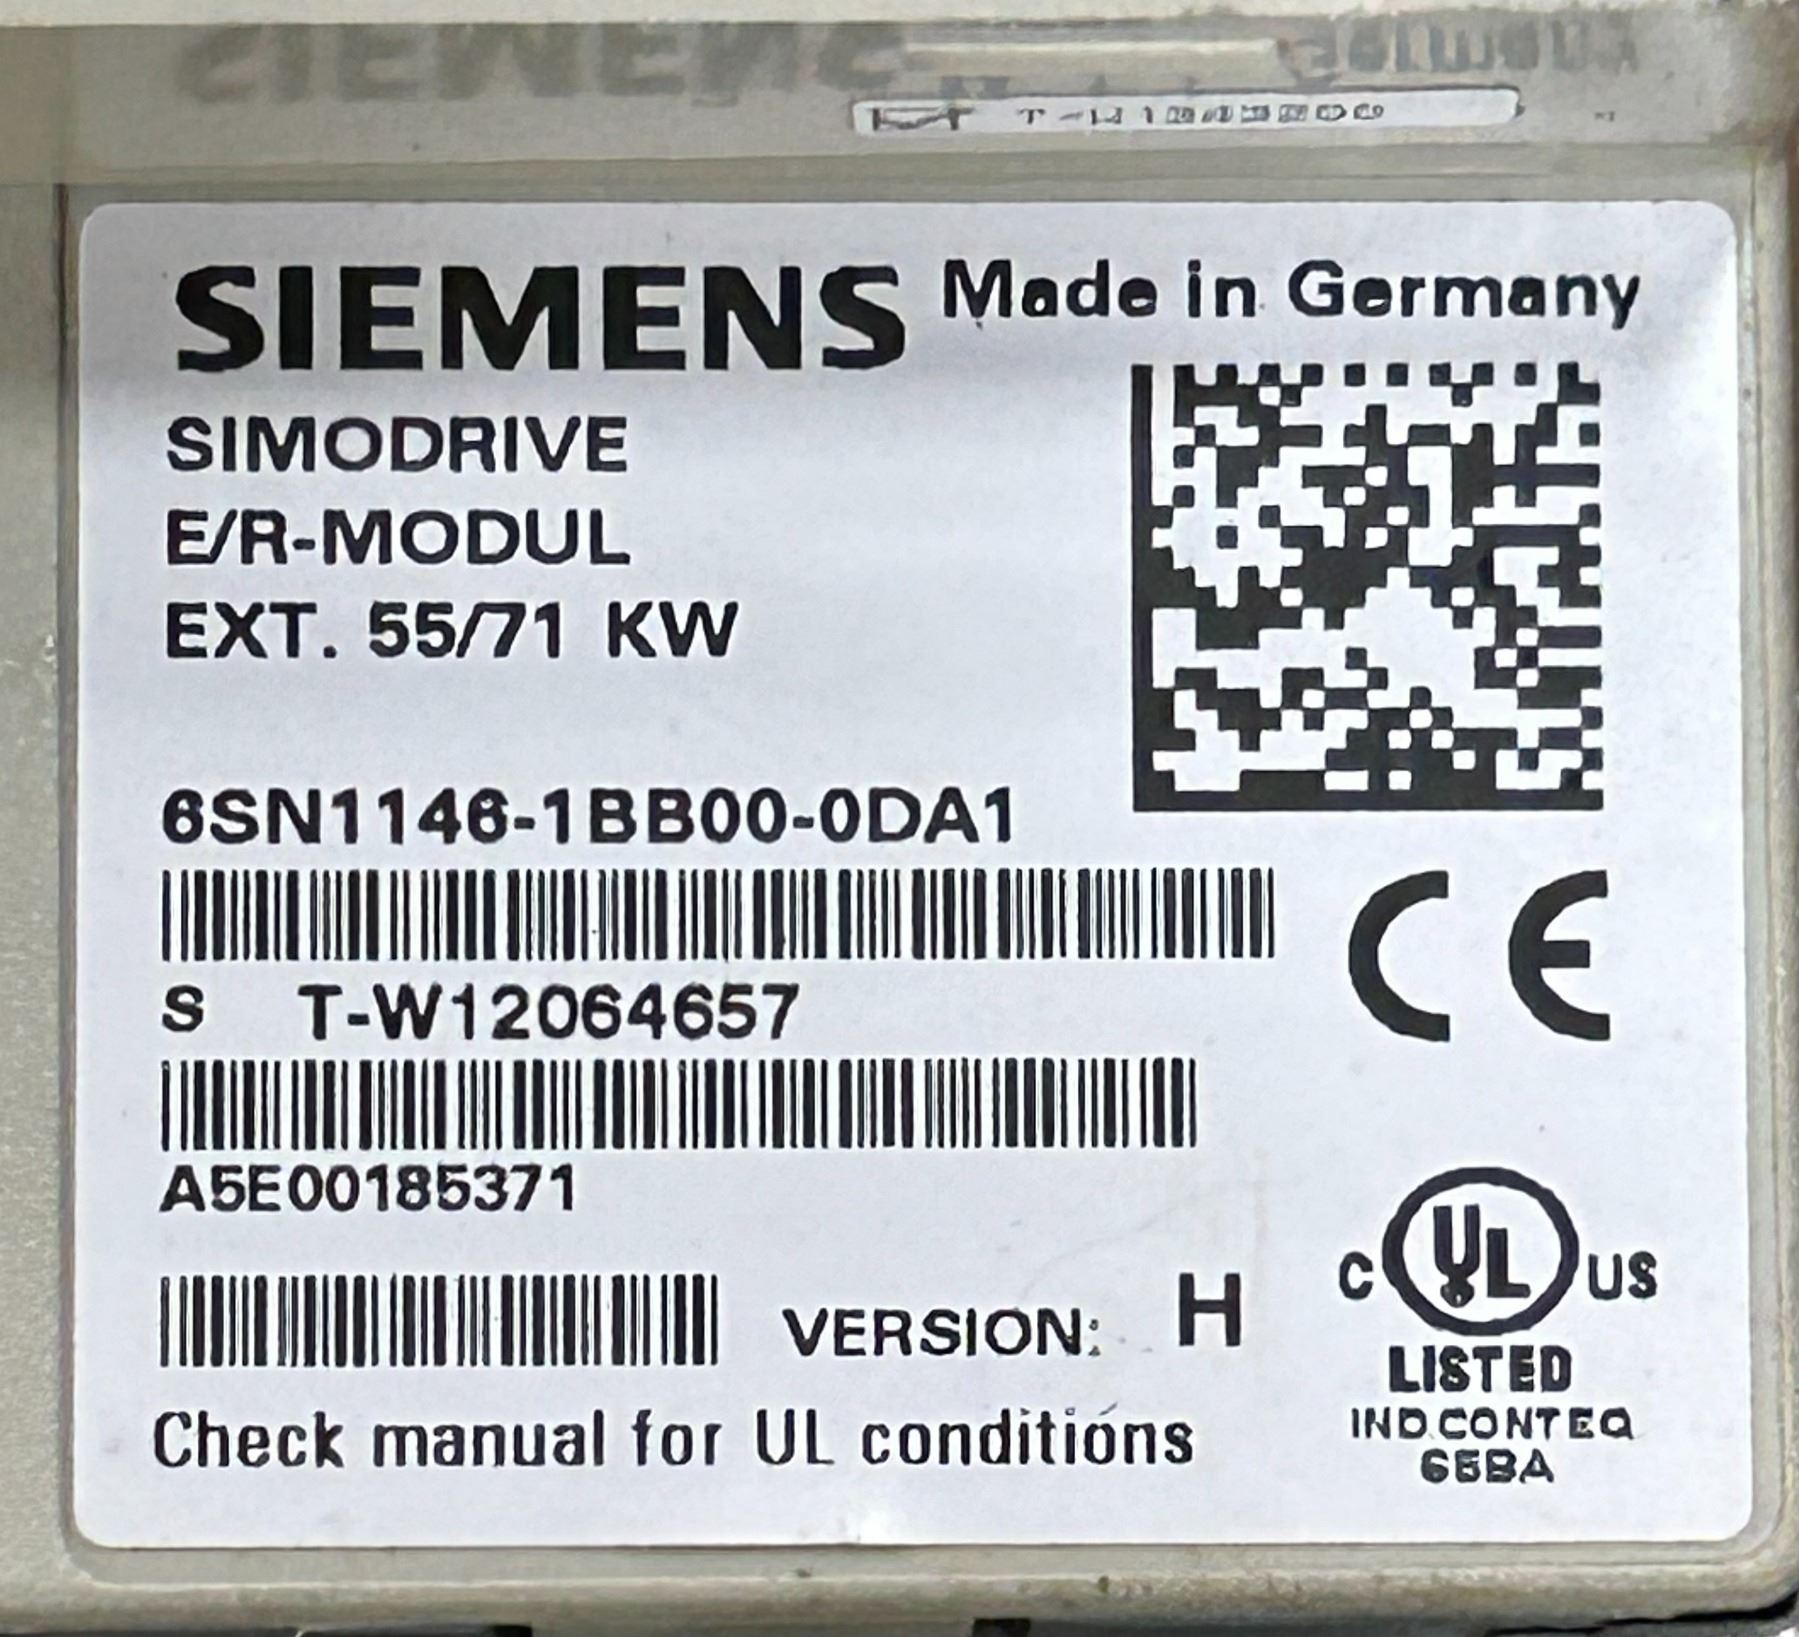 SIEMENS Made in Germany
SIMODRIVE
E/R-MODUL
EXT. 55/71 KW
6SN1146-1BB00-0DA1
S T-W12064657
A5E00185371
VERSION: H
Check manual for UL conditions
CE
C UL US
LISTED
IND.CONT.EQ
65BA